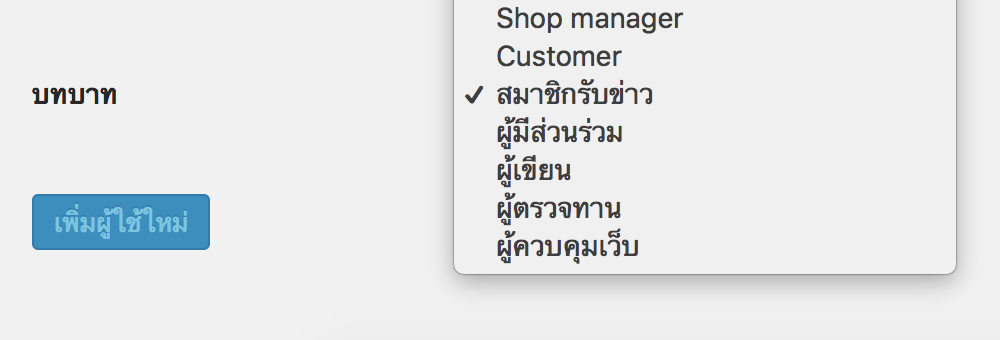 Shop manager
Customer
บทบาท
✓ สมาชิกรับข่าว
ผู้มีส่วนร่วม
ผู้เขียน
ผู้ตรวจทาน
ผู้ควบคุมเว็บ
เพิ่มผู้ใช้ใหม่